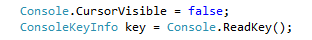 Console.CursorVisible = false;
ConsoleKeyInfo key = Console.ReadKey();